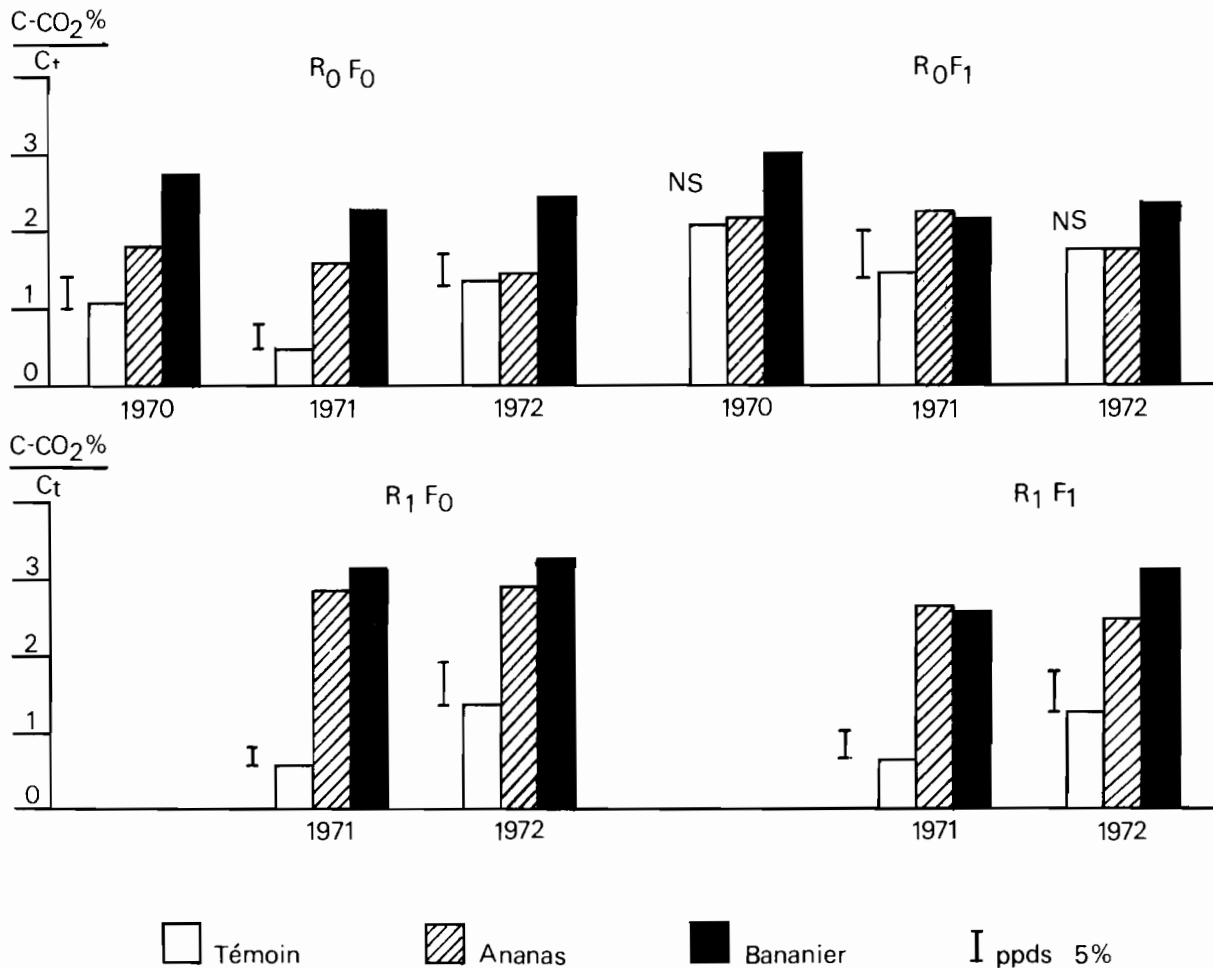 C-CO₂%
Ct
R₀ F₀
R₀F₁
3
2
1
0
NS
NS
1970 1971 1972 1970 1971 1972
C-CO₂%
Ct
R₁ F₀
R₁ F₁
3
2
1
0
1971 1972 1971 1972
Témoin Ananas Bananier ppds 5%